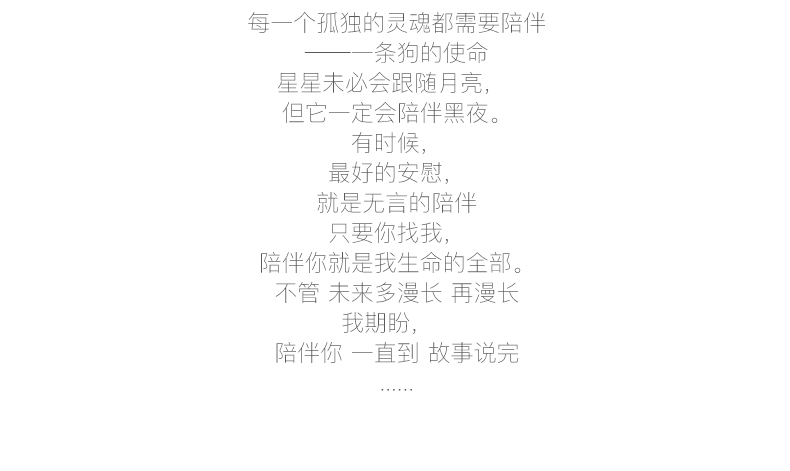 每一个孤独的灵魂都需要陪伴
———一条狗的使命
星星未必会跟随月亮，
但它一定会陪伴黑夜。
有时候，
最好的安慰，
就是无言的陪伴
只要你找我，
陪伴你就是我生命的全部。
不管 未来多漫长 再漫长
我期盼，
陪伴你 一直到 故事说完
……